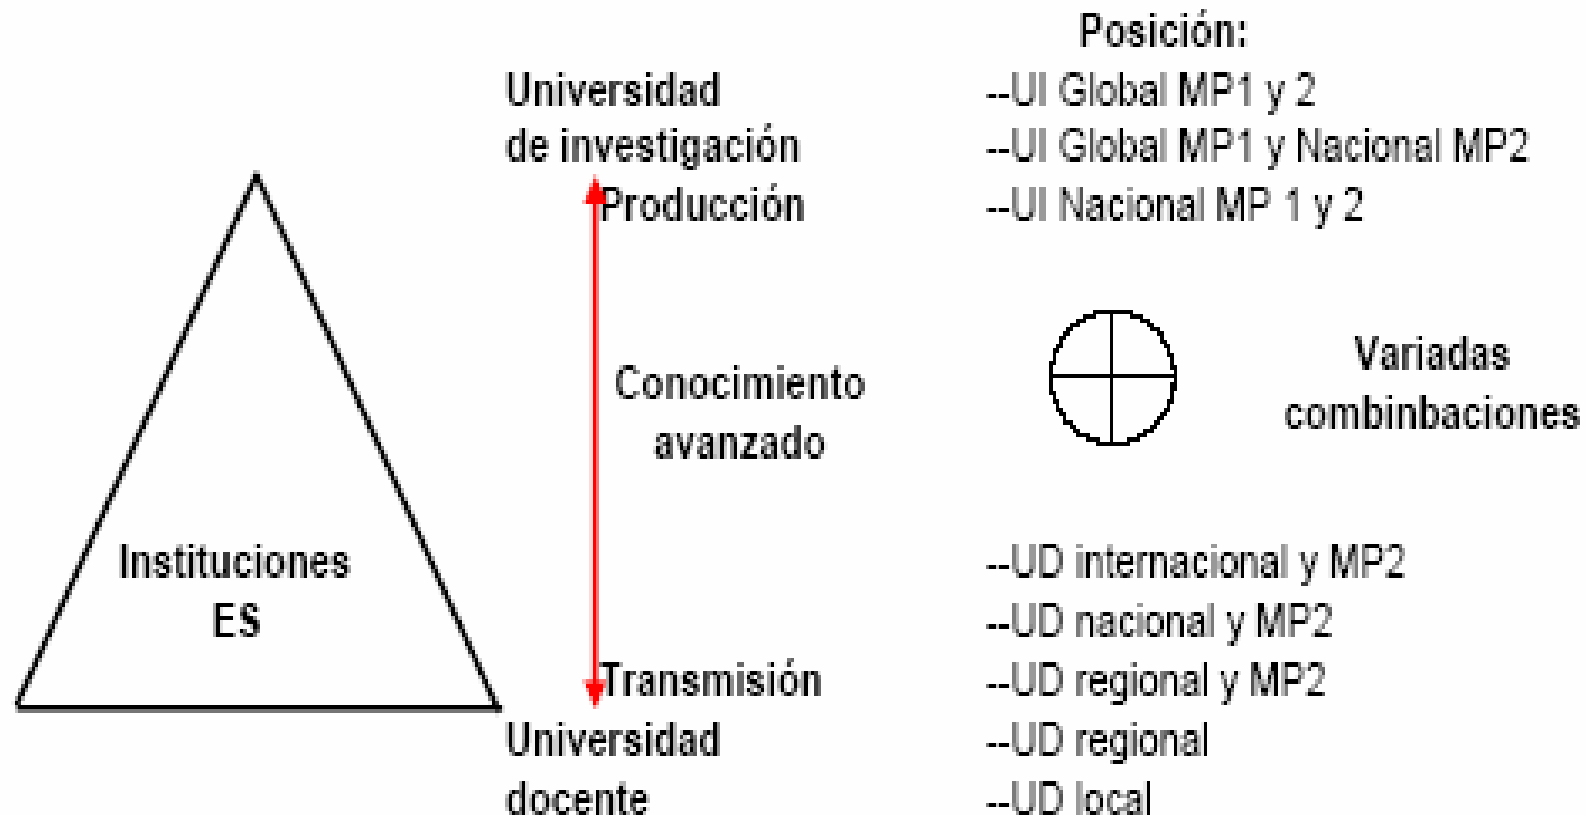 Posición:
Universidad
de investigación
Producción
--UI Global MP1 y 2
--UI Global MP1 y Nacional MP2
--UI Nacional MP 1 y 2
Conocimiento
avanzado
Variadas
combinbaciones
Instituciones
ES
Transmisión
Universidad
docente
--UD internacional y MP2
--UD nacional y MP2
--UD regional y MP2
--UD regional
--UD local